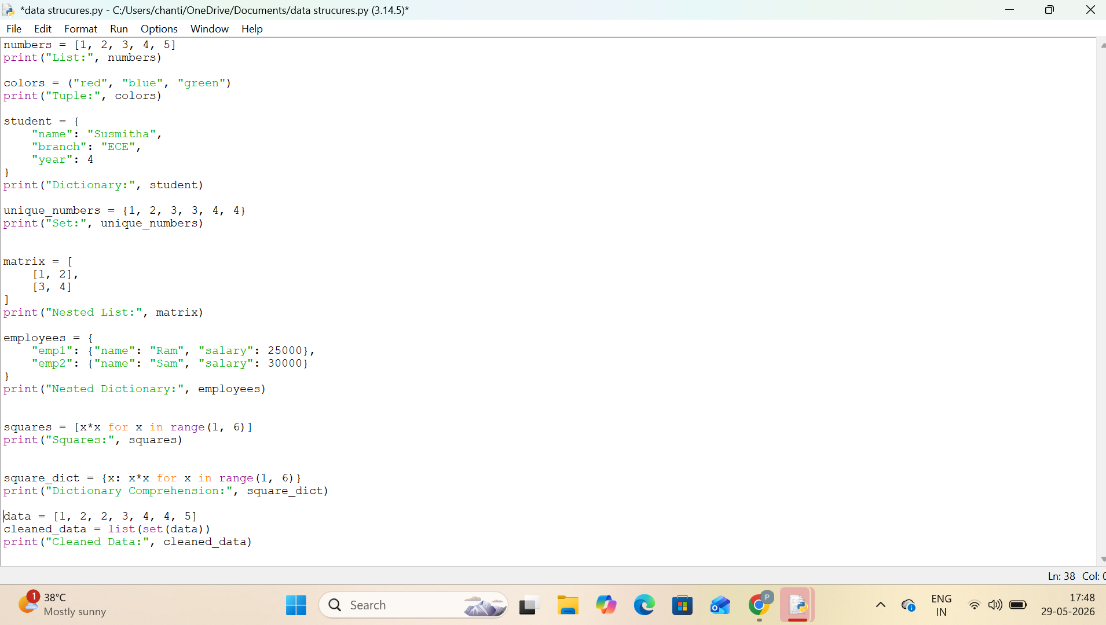 *data strucures.py - C:/Users/chanti/OneDrive/Documents/data strucures.py (3.14.5)*
File Edit Format Run Options Window Help
numbers = [1, 2, 3, 4, 5]
print("List:", numbers)
colors = ("red", "blue", "green")
print("Tuple:", colors)
student = {
    "name": "Susmitha",
    "branch": "ECE",
    "year": 4
}
print("Dictionary:", student)
unique_numbers = {1, 2, 3, 3, 4, 4}
print("Set:", unique_numbers)
matrix = [
    [1, 2],
    [3, 4]
]
print("Nested List:", matrix)
employees = {
    "emp1": {"name": "Ram", "salary": 25000},
    "emp2": {"name": "Sam", "salary": 30000}
}
print("Nested Dictionary:", employees)
squares = [x*x for x in range(1, 6)]
print("Squares:", squares)
square_dict = {x: x*x for x in range(1, 6)}
print("Dictionary Comprehension:", square_dict)
data = [1, 2, 2, 3, 4, 4, 5]
cleaned_data = list(set(data))
print("Cleaned Data:", cleaned_data)
Ln: 38 Col: 0
1
38°C
Mostly sunny
Search
P
ENG
IN
17:48
29-05-2026